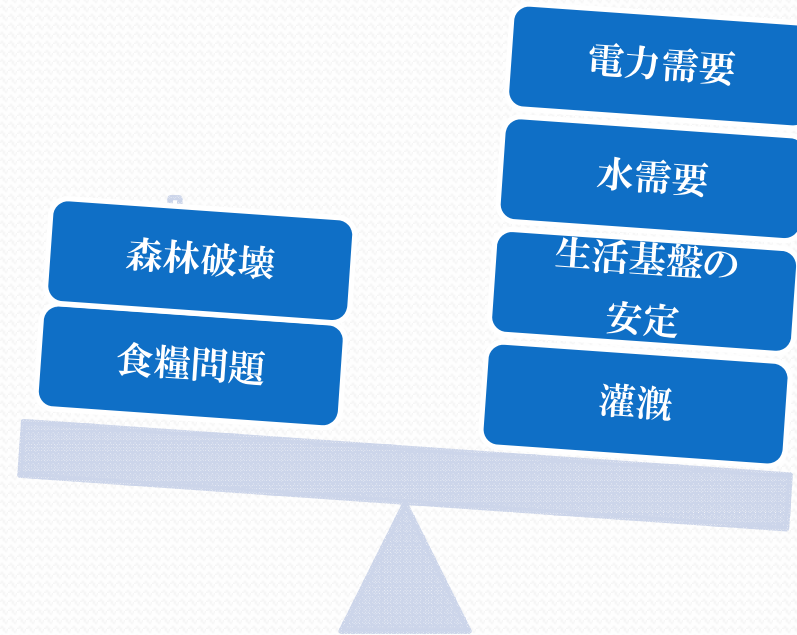 森林破壊
食糧問題
電力需要
水需要
生活基盤の
安定
灌漑